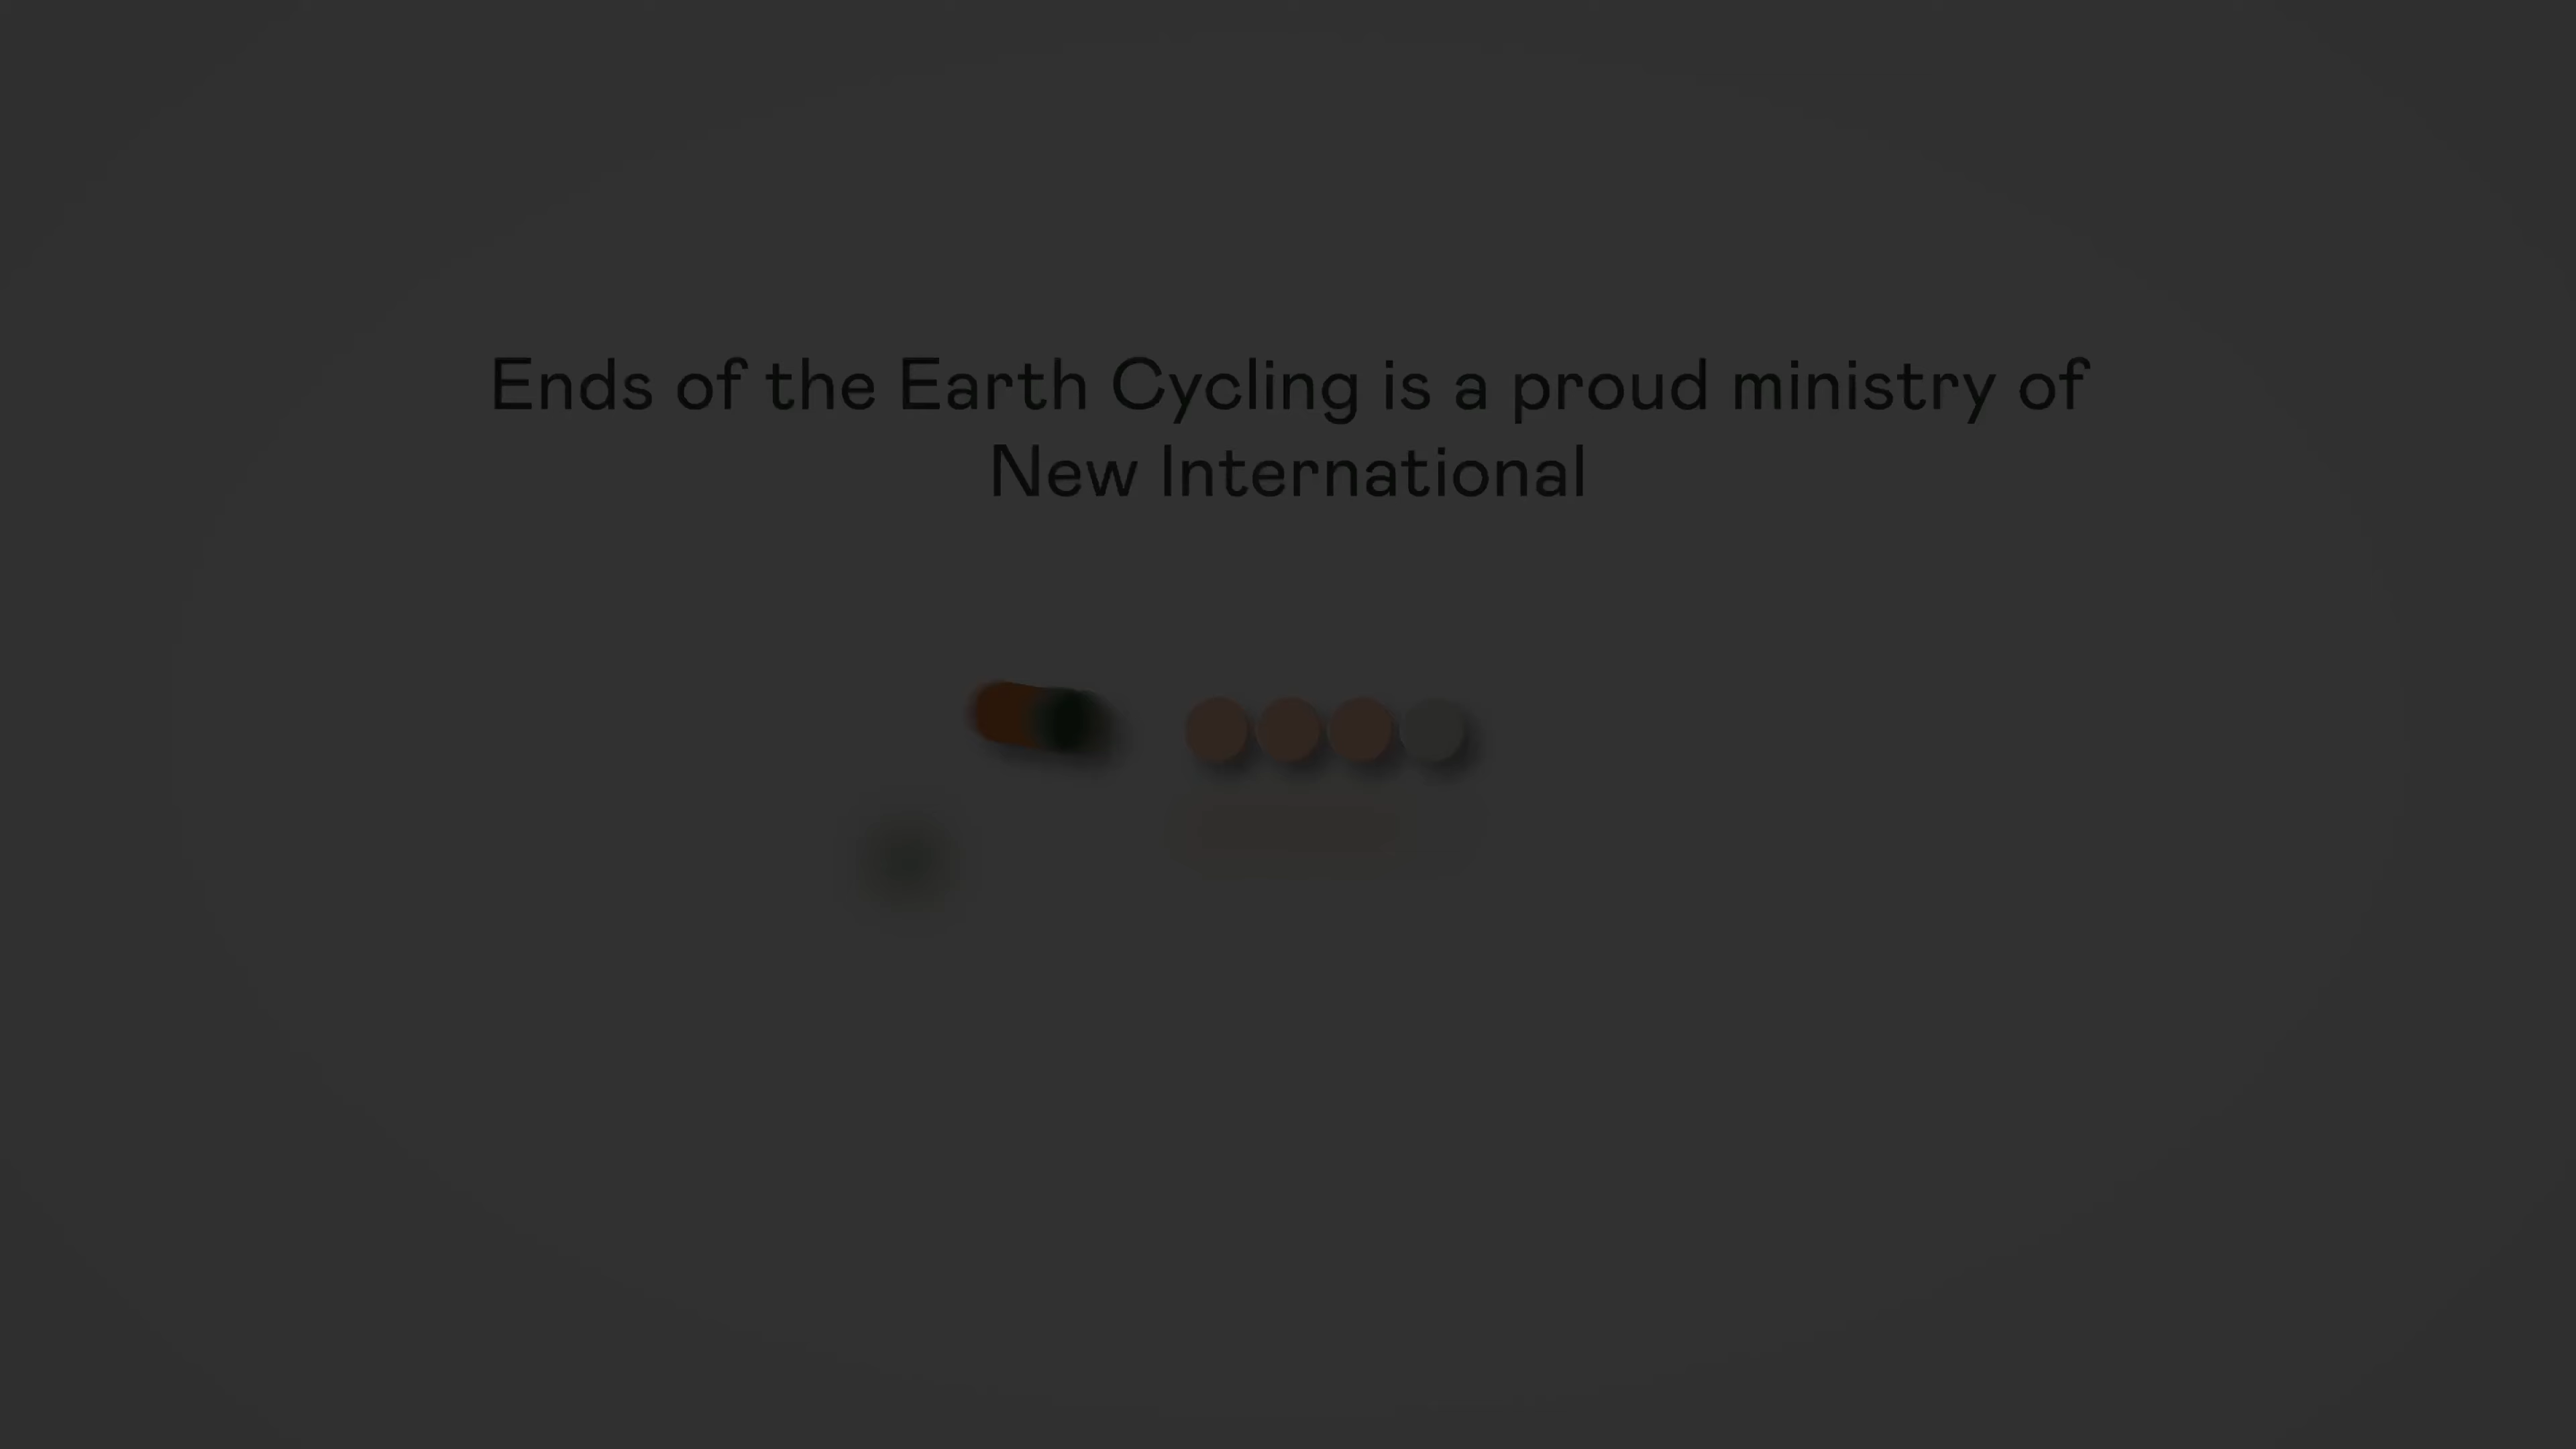 Ends of the Earth Cycling is a proud ministry of
New International